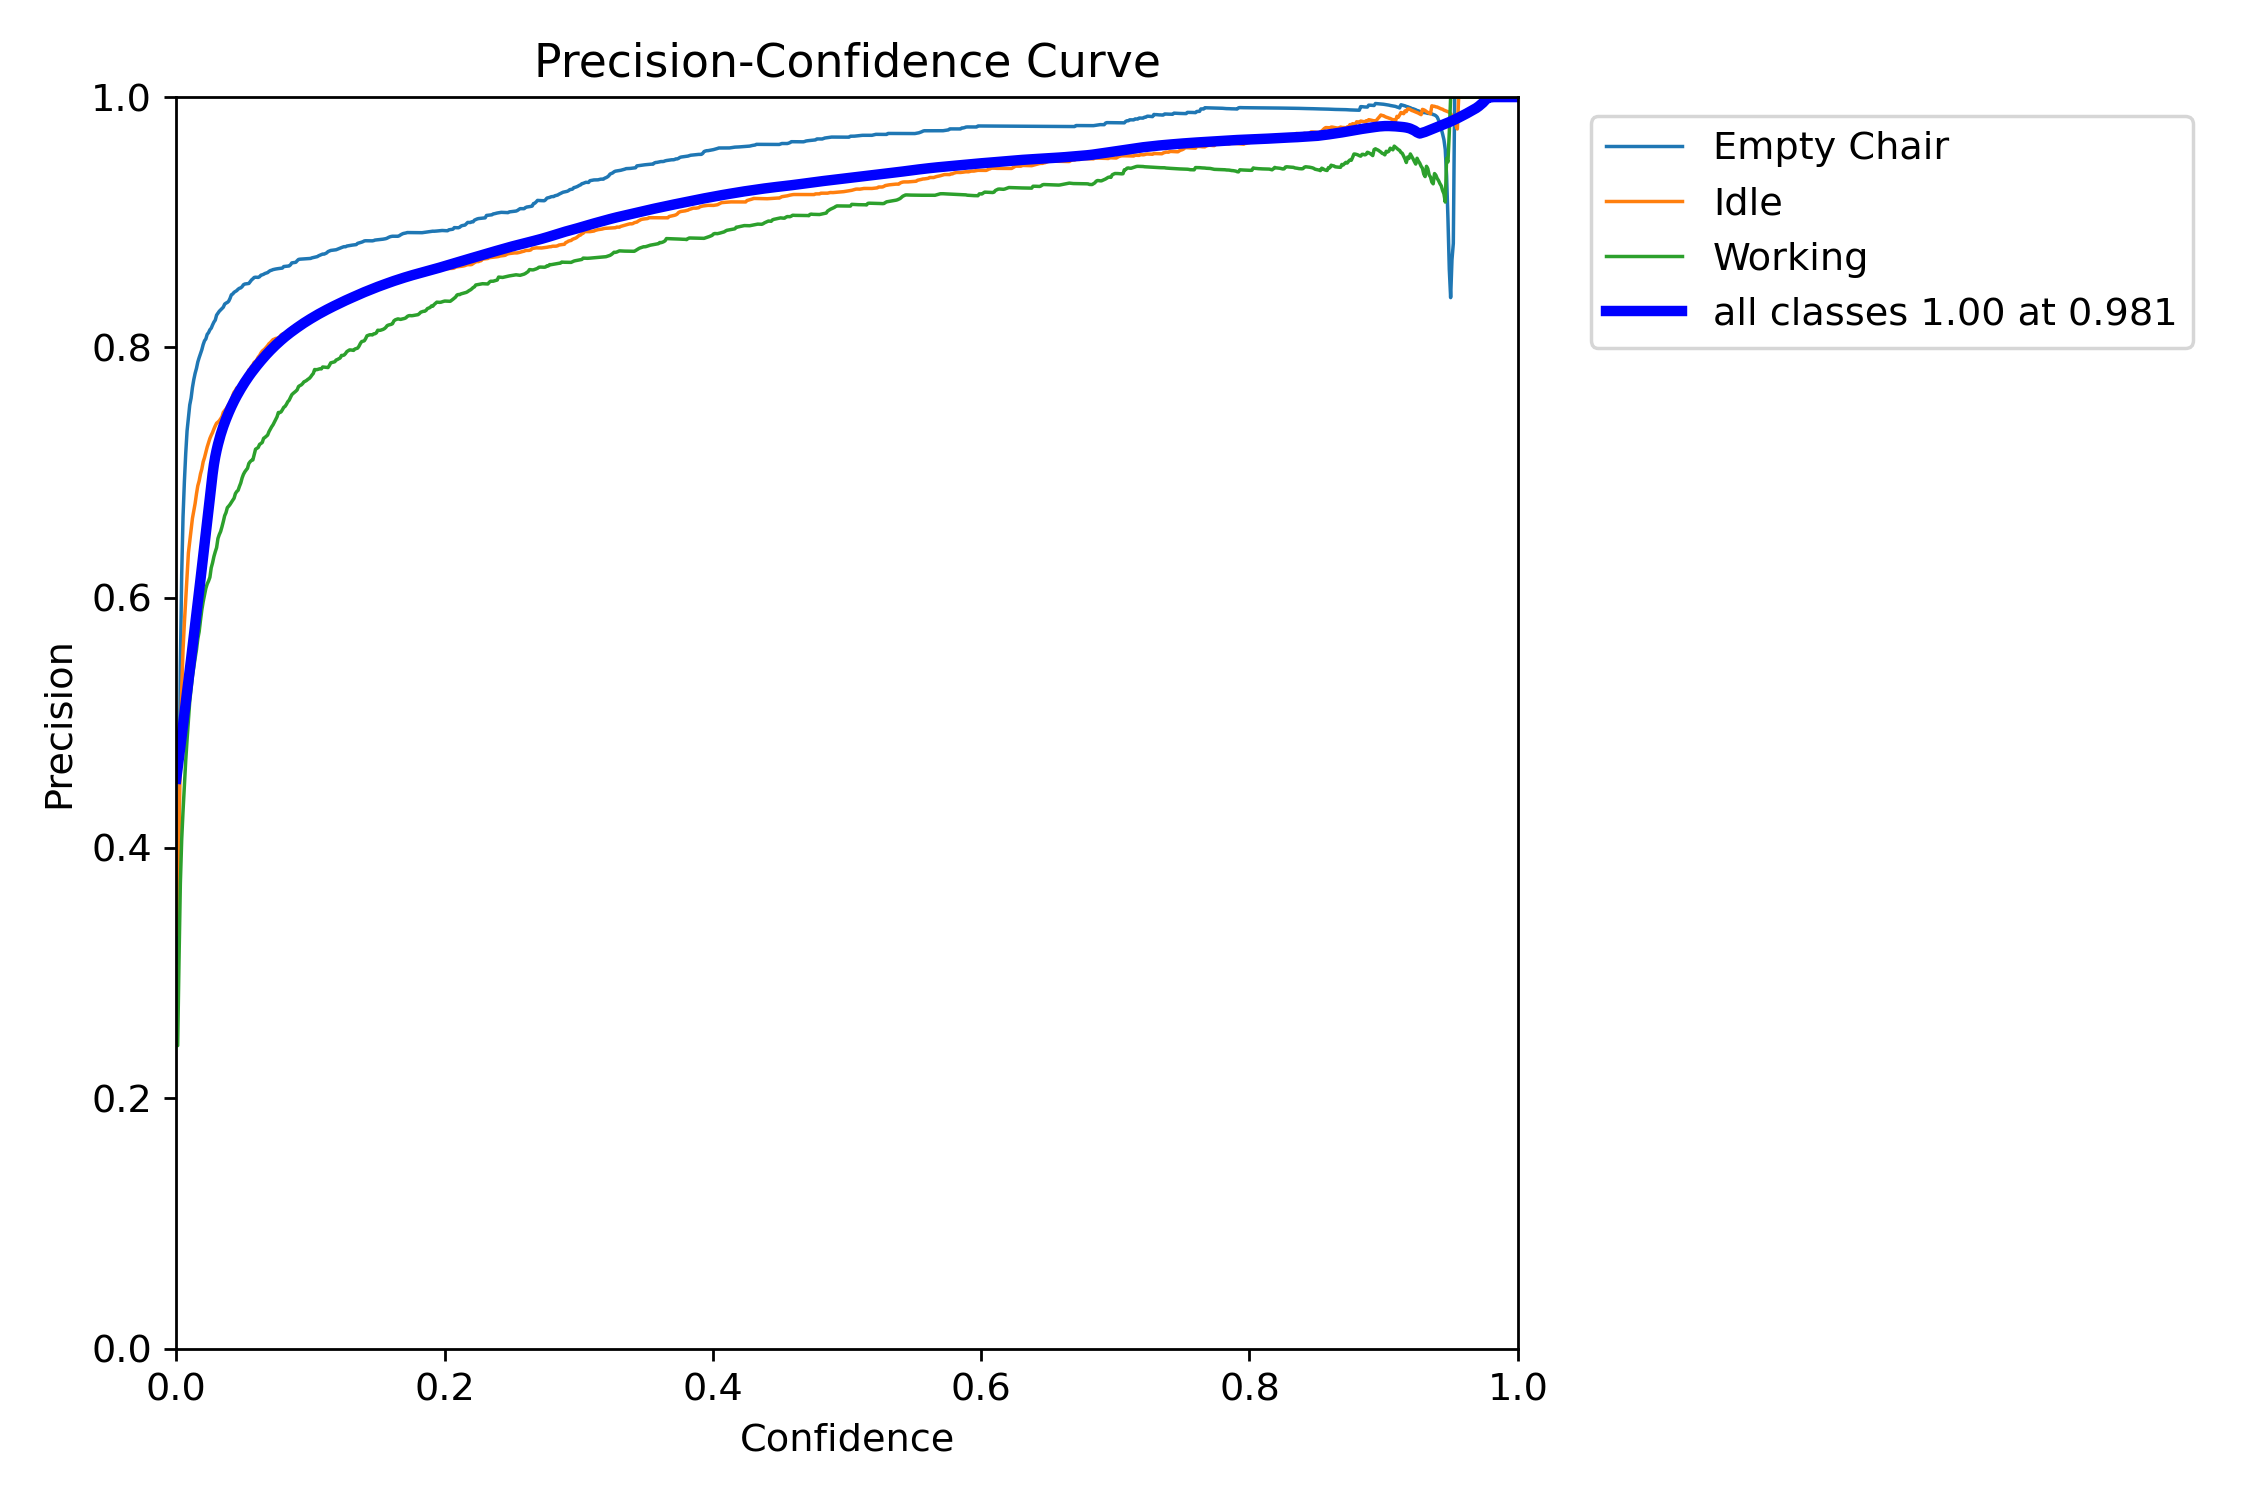 Precision-Confidence Curve
1.0
0.8
0.6
0.4
0.2
0.0
Precision
0.0 0.2 0.4 0.6 0.8 1.0
Confidence
Empty Chair
Idle
Working
all classes 1.00 at 0.981